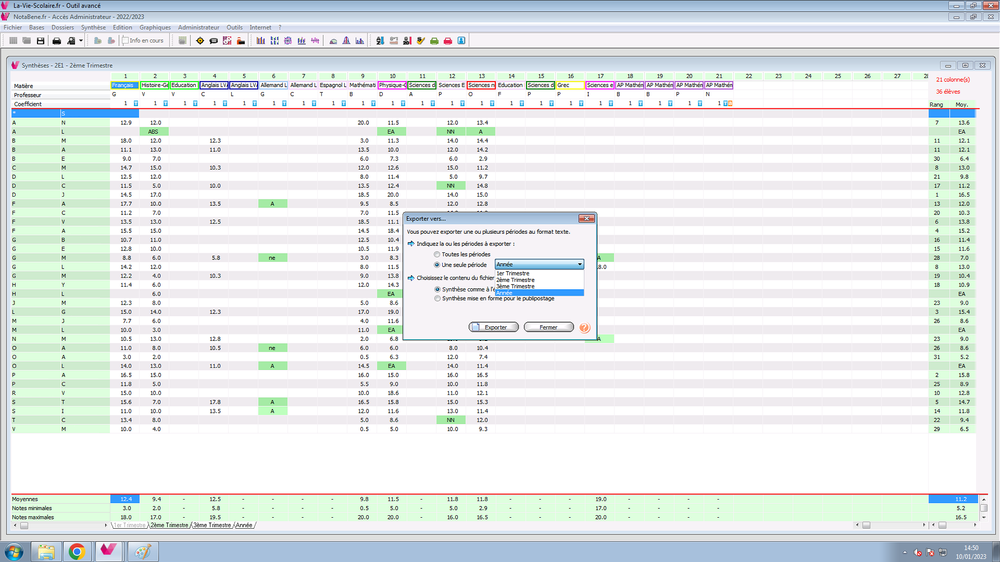 La-Vie-Scolaire.fr - Outil avancé
NotaBene.fr - Accès Administrateur - 2022/2023
Fichier Bases Dossiers Synthèse Edition Graphiques Administrateur Outils Internet ?
Info en cours
Synthèses - 2E1 - 2ème Trimestre
1 2 3 4 5 6 7 8 9 10 11 12 13 14 15 16 17 18 19 20 21 22 23 24 25 26 27 28
21 colonne(s)
Matière Français Histoire-Gé Education Anglais LVA Anglais LVA Allemand L Allemand L Espagnol L Mathémati Physique-C Sciences d Sciences E Sciences n Education Sciences d Grec Sciences e AP Mathém AP Mathém AP Mathém AP Mathém
36 élèves
Professeur G V V C L G C T B D A P O F P P I B B P N
Coefficient 1 T 1 T 1 T 1 T 1 T 1 T 1 T 1 T 1 T 1 T 1 T 1 T 1 T 1 T 1 T 1 T 1 T 1 T 1 T 1 T 1 T a Rang Moy.
* S
A N 12.9 12.0 20.0 11.5 12.0 13.4 7 13.6
A L ABS EA NN A EA
B M 18.0 12.0 12.3 3.0 11.3 14.0 14.4 11 12.1
B A 11.1 13.0 11.0 13.5 10.0 12.0 14.2 11 12.1
B E 9.0 7.0 6.0 7.3 6.0 2.9 30 6.4
C M 14.7 15.0 10.3 12.0 12.6 15.0 11.2 8 13.0
D L 12.5 12.0 8.0 11.4 5.0 9.7 21 9.8
D C 11.5 5.0 10.0 13.5 12.4 NN 14.8 17 11.2
D J 14.5 17.0 18.5 20.0 14.0 15.0 1 16.5
F A 17.7 10.0 13.5 A 9.5 8.5 12.0 12.8 13 12.0
F C 11.2 7.0 7.0 11.5 20 10.3
F V 13.5 13.0 12.5 18.5 11.1 6 13.8
F A 15.5 15.0 14.5 18.4 4 15.2
G B 10.7 11.0 12.5 10.4 16 11.4
G E 12.8 10.0 10.5 11.9 15 11.6
G M 8.8 6.0 5.8 ne 3.0 8.3 A 28 7.0
G L 14.2 12.0 8.0 11.5 8.0 8 13.0
G M 12.2 4.0 10.3 9.0 13.8 19 10.4
H Y 11.4 6.0 12.0 14.3 18 10.9
H L 6.0 EA EA
J M 12.3 8.0 5.0 8.6 23 9.0
L G 15.0 14.0 12.3 17.0 19.0 3 15.4
M J 7.7 6.0 4.0 11.6 26 8.6
M L 10.0 3.0 11.0 EA EA
N M 10.5 13.0 12.8 2.0 6.8 A 23 9.0
O A 11.0 8.0 10.5 ne 6.0 6.0 8.0 10.4 26 8.6
O A 3.0 2.0 0.5 6.3 12.0 7.4 31 5.2
O L 14.0 13.0 11.0 A 14.5 EA 14.0 11.4 EA
P A 16.5 15.0 16.0 15.0 16.0 16.5 2 15.8
P C 11.8 5.0 5.5 9.0 10.0 11.8 25 8.9
R V 15.0 10.0 10.0 18.6 11.0 12.1 10 12.8
S T 15.6 7.0 17.8 A 16.5 15.8 15.0 15.3 5 14.7
S I 11.0 10.0 13.5 A 12.0 11.6 13.0 11.4 14 11.8
T C 13.4 8.0 5.0 8.6 NN 12.0 22 9.4
V M 10.0 4.0 0.5 5.0 10.0 9.3 29 6.5
Exporter vers...
Vous pouvez exporter une ou plusieurs périodes au format texte.
Indiquez la ou les périodes à exporter :
Toutes les périodes
Une seule période Année
1er Trimestre
2ème Trimestre
3ème Trimestre
Année
Choisissez le contenu du fichier
Synthèse comme à l'é
Synthèse mise en forme pour le publipostage
Exporter Fermer ?
Moyennes 12.4 9.4 - 12.5 - - - - 9.8 11.5 - 11.8 11.8 - - - 19.0 - - - - 11.2
Notes minimales 3.0 2.0 - 5.8 - - - - 0.5 5.0 - 5.0 2.9 - - - 17.0 - - - - 5.2
Notes maximales 18.0 17.0 - 19.5 - - - - 20.0 20.0 - 16.0 16.5 - - - 20.0 - - - - 16.5
1er Trimestre 2ème Trimestre 3ème Trimestre Année
14:50
10/01/2023